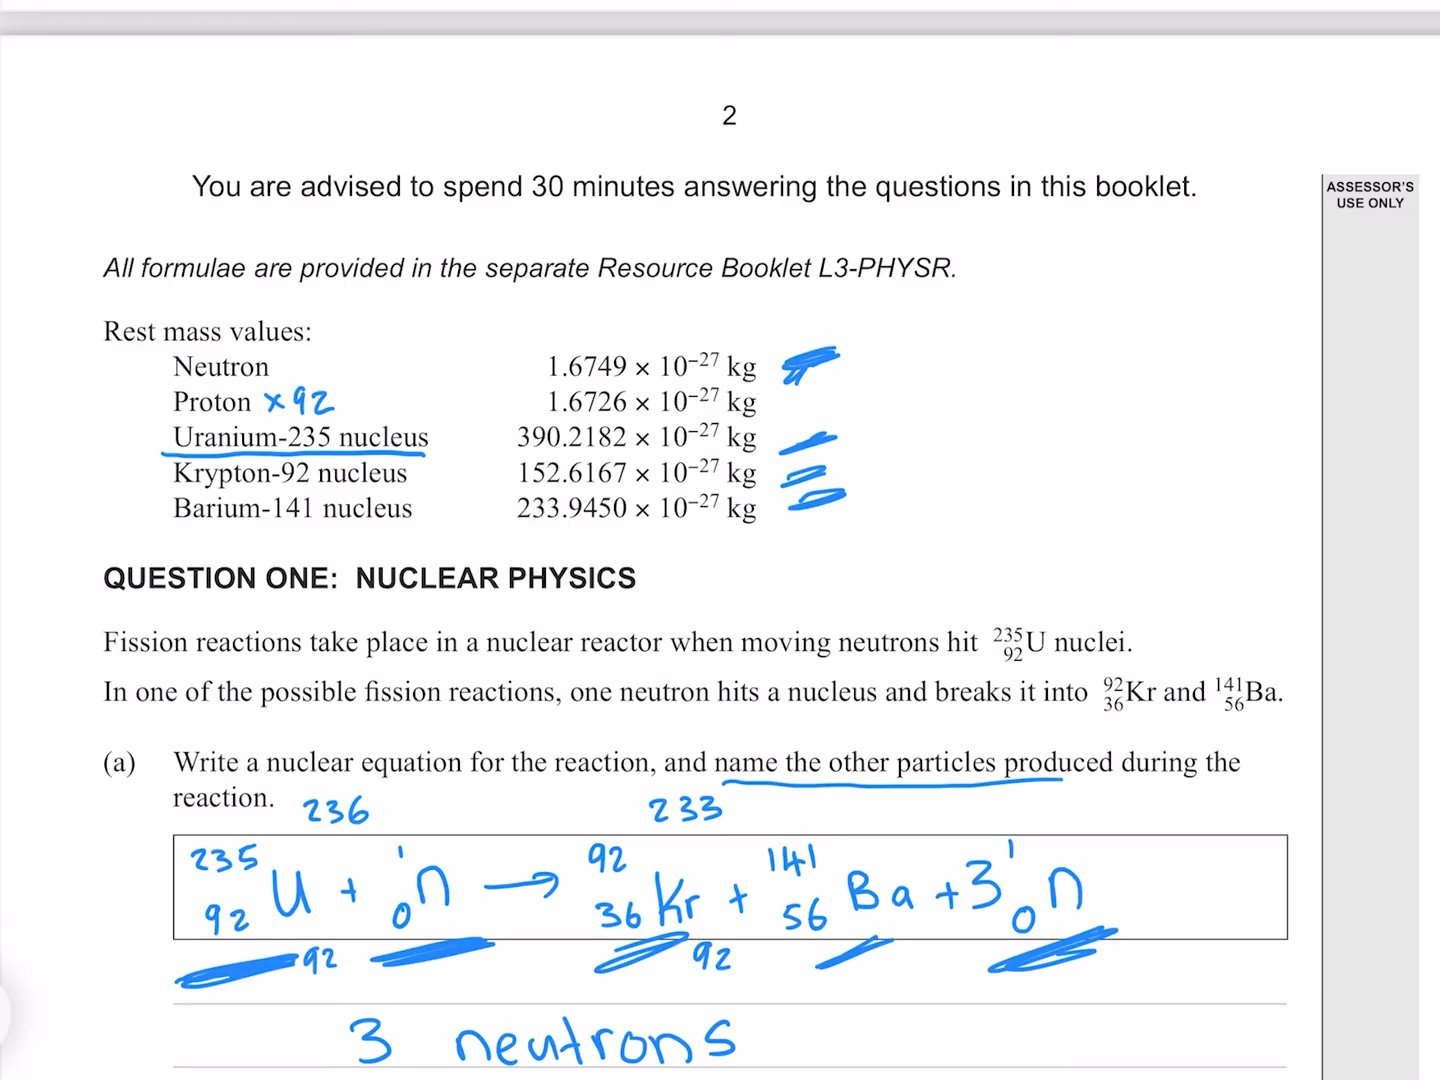 2
You are advised to spend 30 minutes answering the questions in this booklet.
ASSESSOR'S
USE ONLY
All formulae are provided in the separate Resource Booklet L3-PHYSR.
Rest mass values:
Neutron 1.6749 × 10⁻²⁷ kg
Proton ×92 1.6726 × 10⁻²⁷ kg
Uranium-235 nucleus 390.2182 × 10⁻²⁷ kg
Krypton-92 nucleus 152.6167 × 10⁻²⁷ kg
Barium-141 nucleus 233.9450 × 10⁻²⁷ kg
QUESTION ONE: NUCLEAR PHYSICS
Fission reactions take place in a nuclear reactor when moving neutrons hit ²³⁵₉₂U nuclei.
In one of the possible fission reactions, one neutron hits a nucleus and breaks it into ⁹²₃₆Kr and ¹⁴¹₅₆Ba.
(a) Write a nuclear equation for the reaction, and name the other particles produced during the
reaction.
236 233
²³⁵₉₂U + ¹₀n → ⁹²₃₆Kr + ¹⁴¹₅₆Ba + 3¹₀n
92 92
3 neutrons